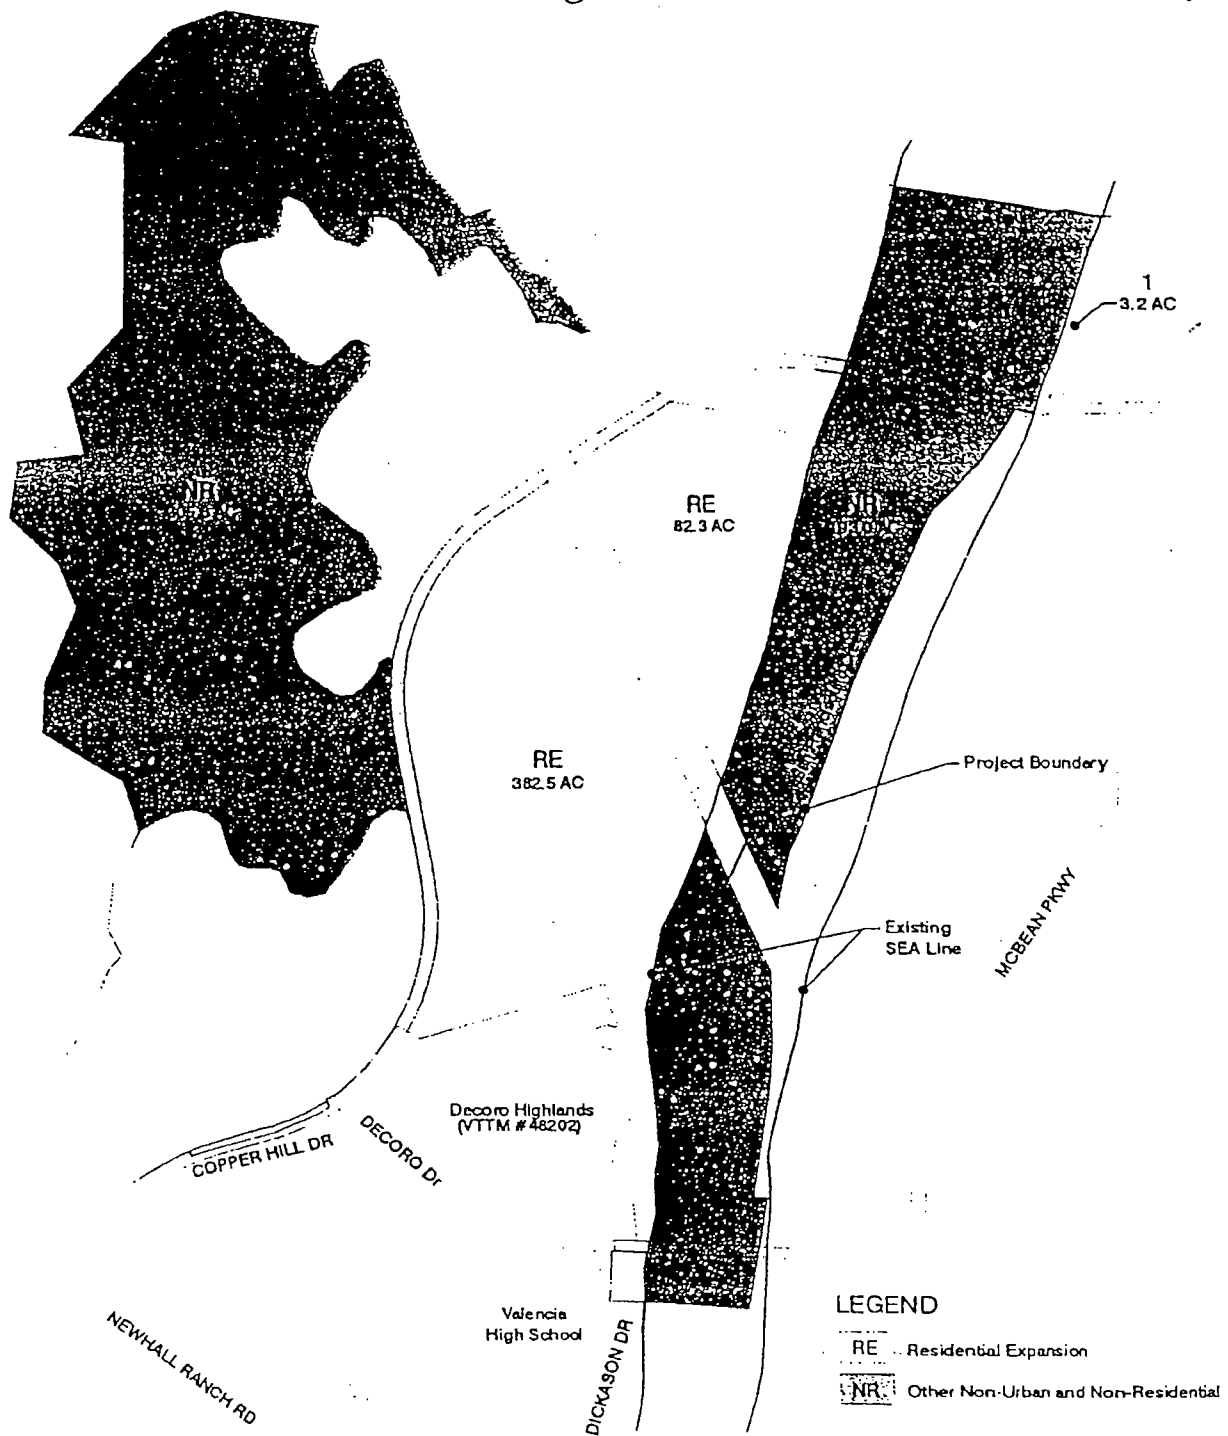 1
3.2 AC
RE
82.3 AC
NR
NR
RE
382.5 AC
Project Boundary
Existing
SEA Line
MCBEAN PKWY
Decoro Highlands
(VTTM # 48202)
COPPER HILL DR
DECORO Dr
Valencia
High School
DICKASON DR
NEWHALL RANCH RD
LEGEND
RE Residential Expansion
NR Other Non-Urban and Non-Residential